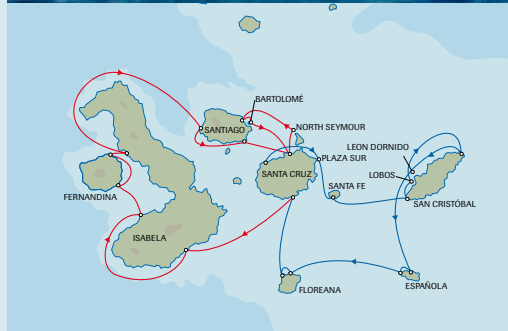 BARTOLOMÉ
SANTIAGO
NORTH SEYMOUR
LEON DORNIDO
PLAZA SUR
SANTA CRUZ
LOBOS
SANTA FE
FERNANDINA
SAN CRISTÓBAL
ISABELA
FLOREANA
ESPAÑOLA